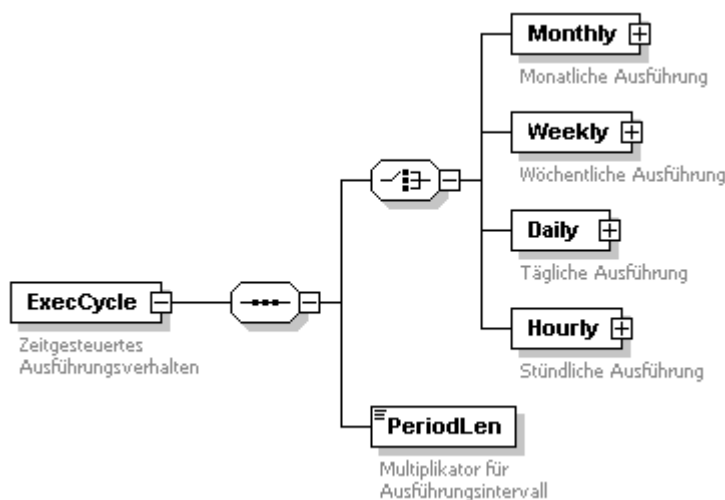 Monthly
Monatliche Ausführung
Weekly
Wöchentliche Ausführung
Daily
Tägliche Ausführung
ExecCycle
Zeitgesteuertes
Ausführungsverhalten
Hourly
Stündliche Ausführung
PeriodLen
Multiplikator für
Ausführungsintervall